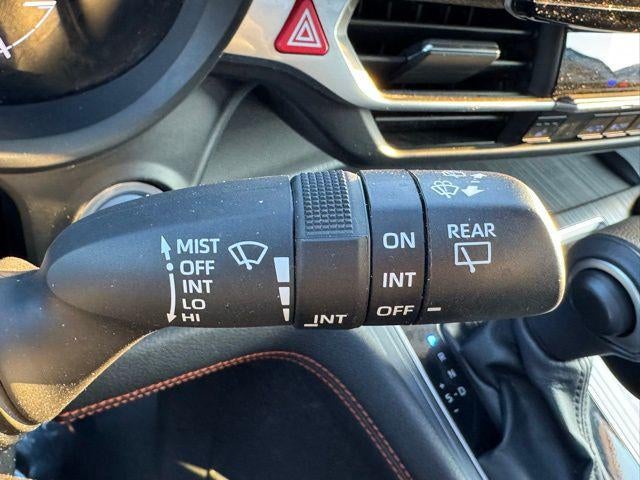 MIST
OFF
INT
LO
HI
INT
ON
INT
OFF
REAR
R
N
D
+
S
-